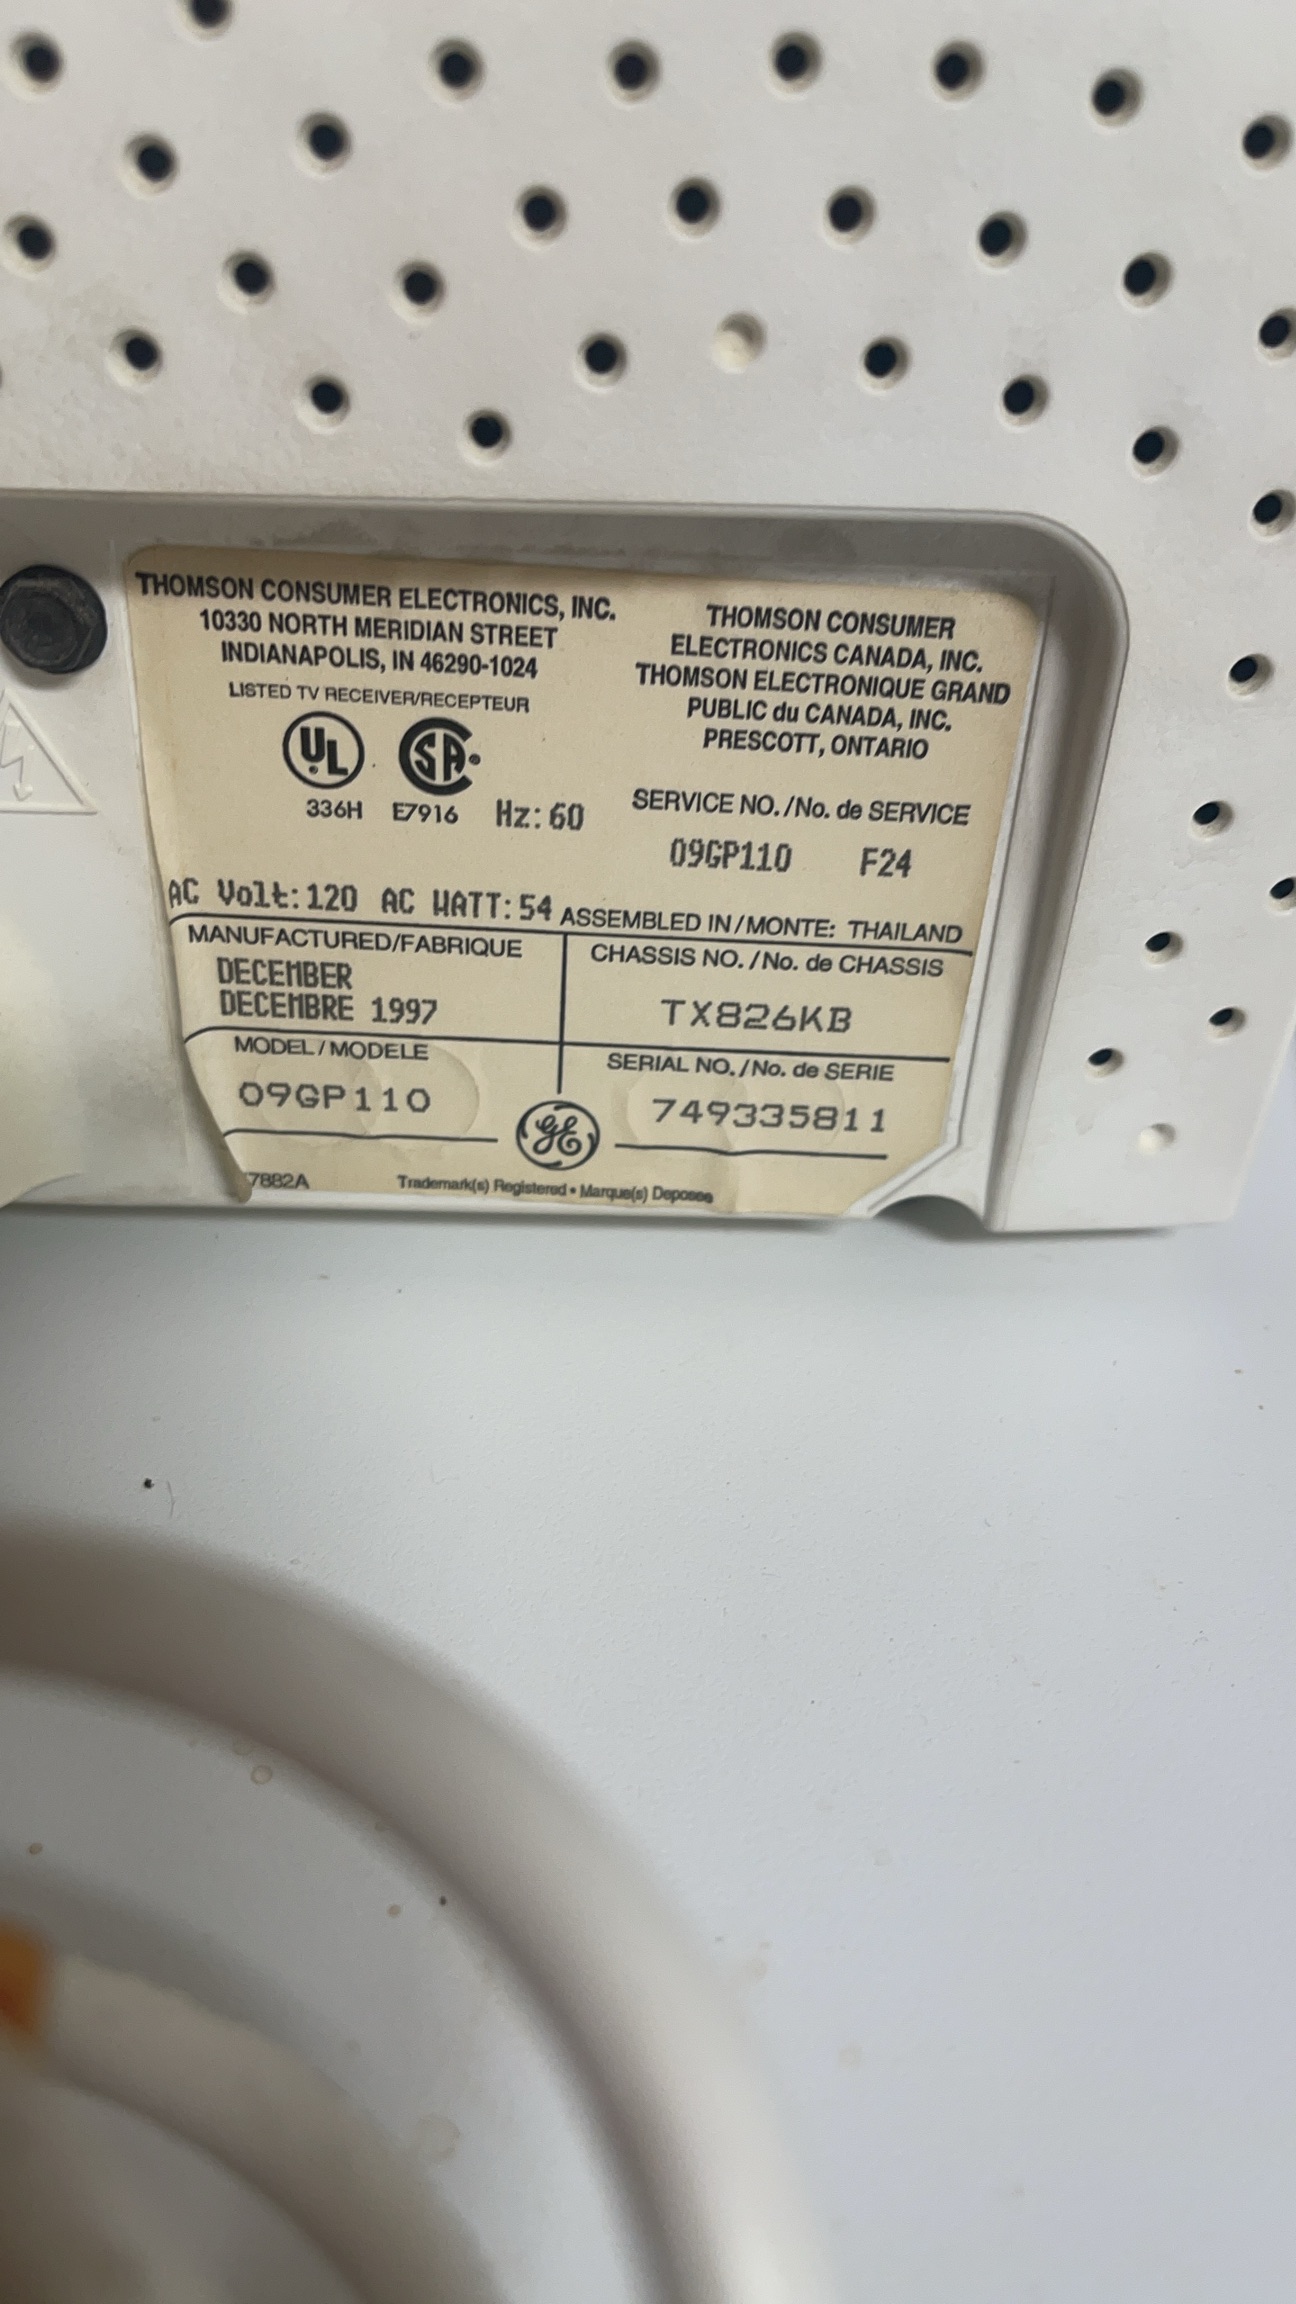 THOMSON CONSUMER ELECTRONICS, INC.
10330 NORTH MERIDIAN STREET
INDIANAPOLIS, IN 46290-1024
LISTED TV RECEIVER/RECEPTEUR
UL SA
336H E7916 Hz:60
THOMSON CONSUMER
ELECTRONICS CANADA, INC.
THOMSON ELECTRONIQUE GRAND
PUBLIC du CANADA, INC.
PRESCOTT, ONTARIO
SERVICE NO./No. de SERVICE
09GP110 F24
AC Volt:120 AC WATT:54
ASSEMBLED IN/MONTE: THAILAND
MANUFACTURED/FABRIQUE
DECEMBER
DECEMBRE 1997
CHASSIS NO./No. de CHASSIS
TX826KB
MODEL/MODELE
09GP110
SERIAL NO./No. de SERIE
749335811
GE
7882A
Trademark(s) Registered • Marque(s) Deposee